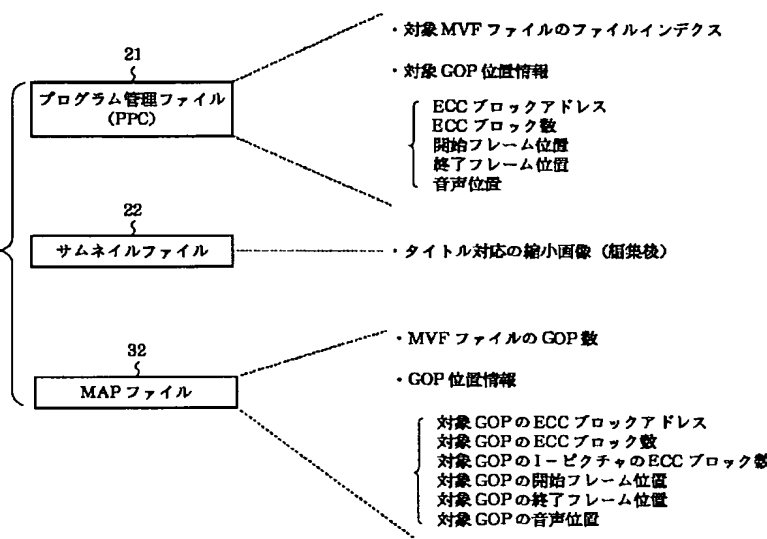 21
プログラム管理ファイル
(PPC)
・対象 MVF ファイルのファイルインデクス
・対象 GOP 位置情報
ECC ブロックアドレス
ECC ブロック数
開始フレーム位置
終了フレーム位置
音声位置
22
サムネイルファイル
・タイトル対応の縮小画像（編集後）
32
MAP ファイル
・MVF ファイルの GOP 数
・GOP 位置情報
対象 GOP の ECC ブロックアドレス
対象 GOP の ECC ブロック数
対象 GOP の I－ピクチャの ECC ブロック数
対象 GOP の開始フレーム位置
対象 GOP の終了フレーム位置
対象 GOP の音声位置